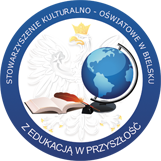 STOWARZYSZENIE KULTURALNO - OŚWIATOWE W BIELSKU
Z EDUKACJĄ W PRZYSZŁOŚĆ